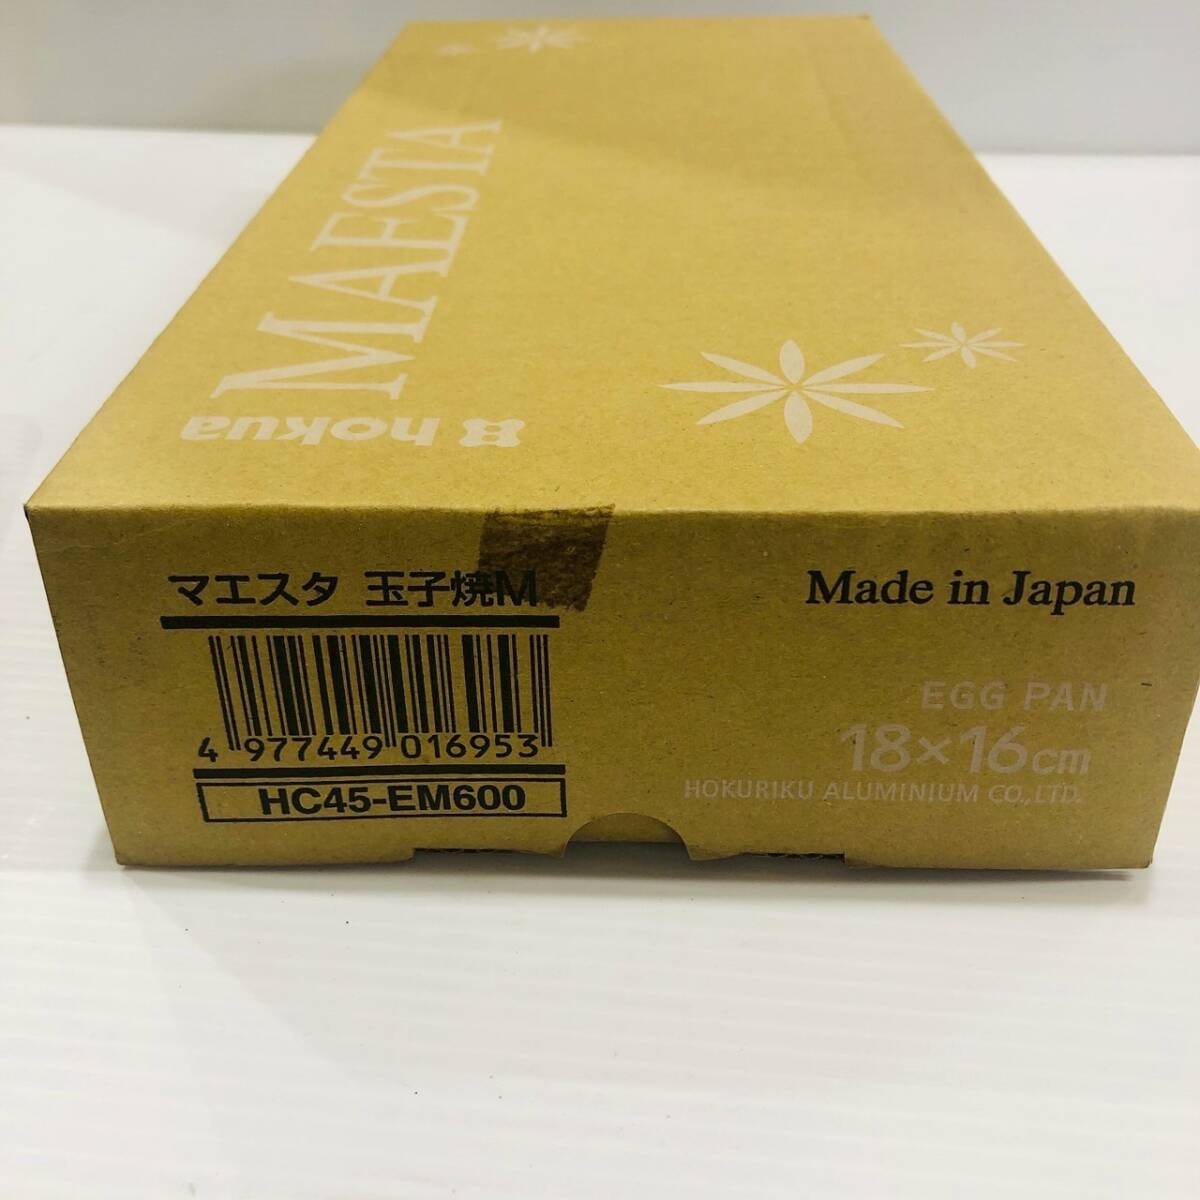 MAESTA
hokua
マエスタ 玉子焼M
4 977449 016953
HC45-EM600
Made in Japan
EGG PAN
18×16cm
HOKURIKU ALUMINIUM CO.,LTD.